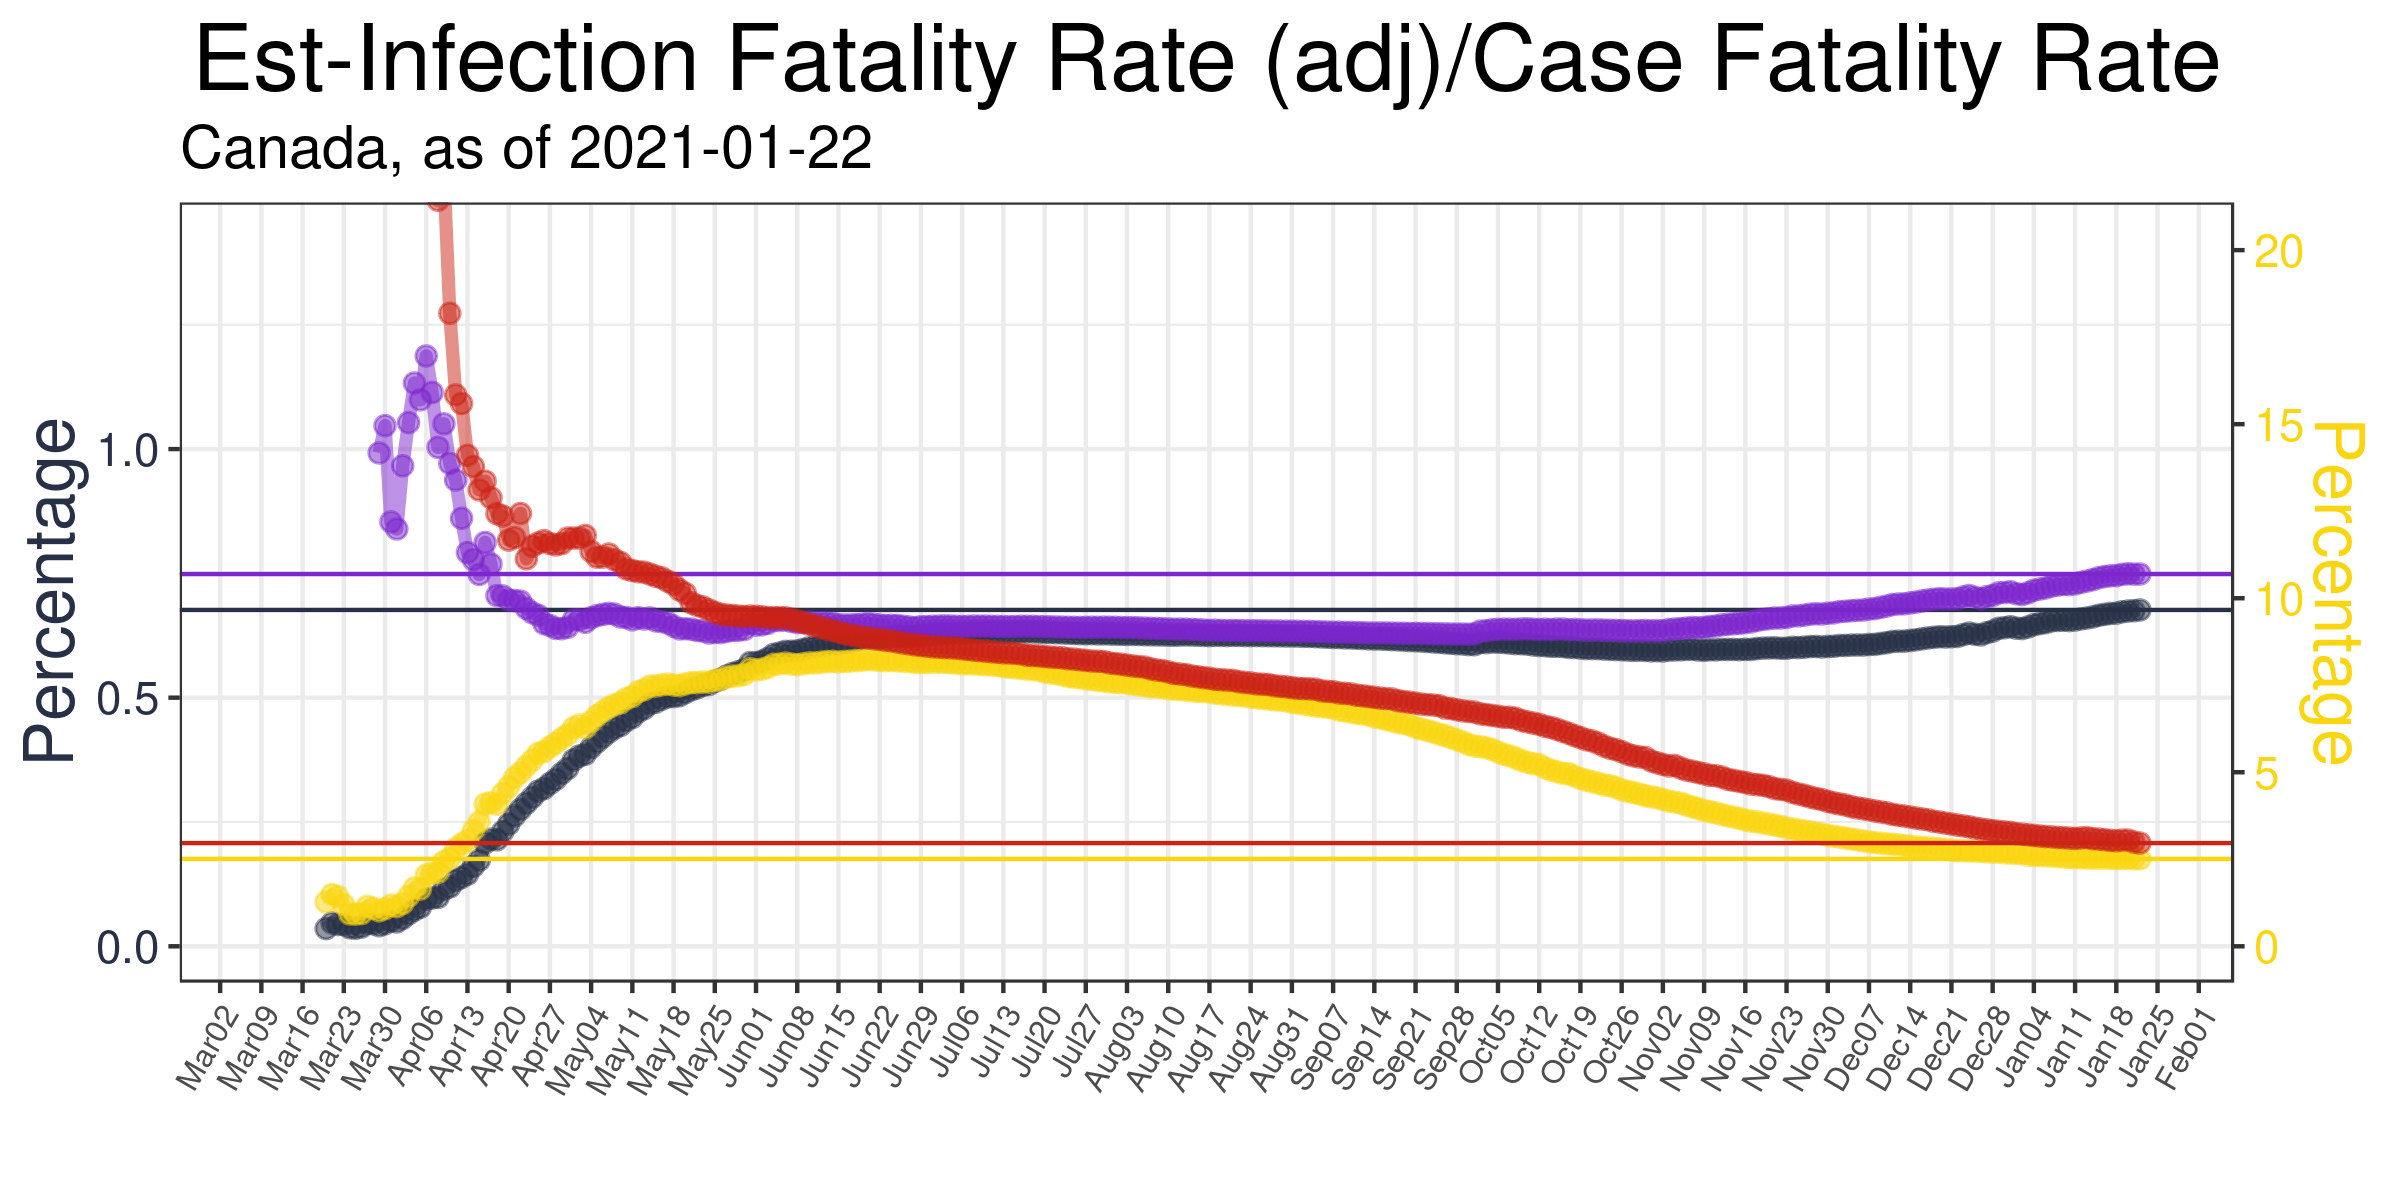 Est-Infection Fatality Rate (adj)/Case Fatality Rate
Canada, as of 2021-01-22
Percentage
1.0
0.5
0.0
20
15
10
5
0
Percentage
Mar02
Mar09
Mar16
Mar23
Mar30
Apr06
Apr13
Apr20
Apr27
May04
May11
May18
May25
Jun01
Jun08
Jun15
Jun22
Jun29
Jul06
Jul13
Jul20
Jul27
Aug03
Aug10
Aug17
Aug24
Aug31
Sep07
Sep14
Sep21
Sep28
Oct05
Oct12
Oct19
Oct26
Nov02
Nov09
Nov16
Nov23
Nov30
Dec07
Dec14
Dec21
Dec28
Jan04
Jan11
Jan18
Jan25
Feb01